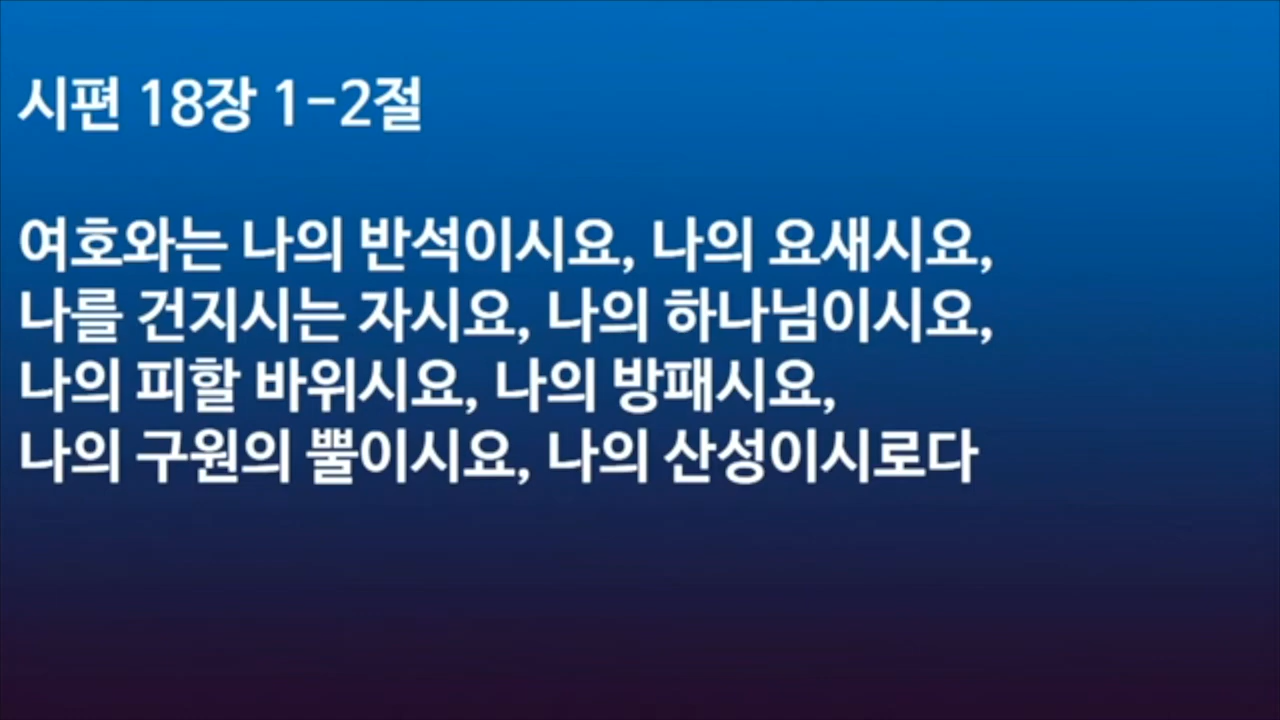 시편 18장 1-2절
여호와는 나의 반석이시요, 나의 요새시요,
나를 건지시는 자시요, 나의 하나님이시요,
나의 피할 바위시요, 나의 방패시요,
나의 구원의 뿔이시요, 나의 산성이시로다